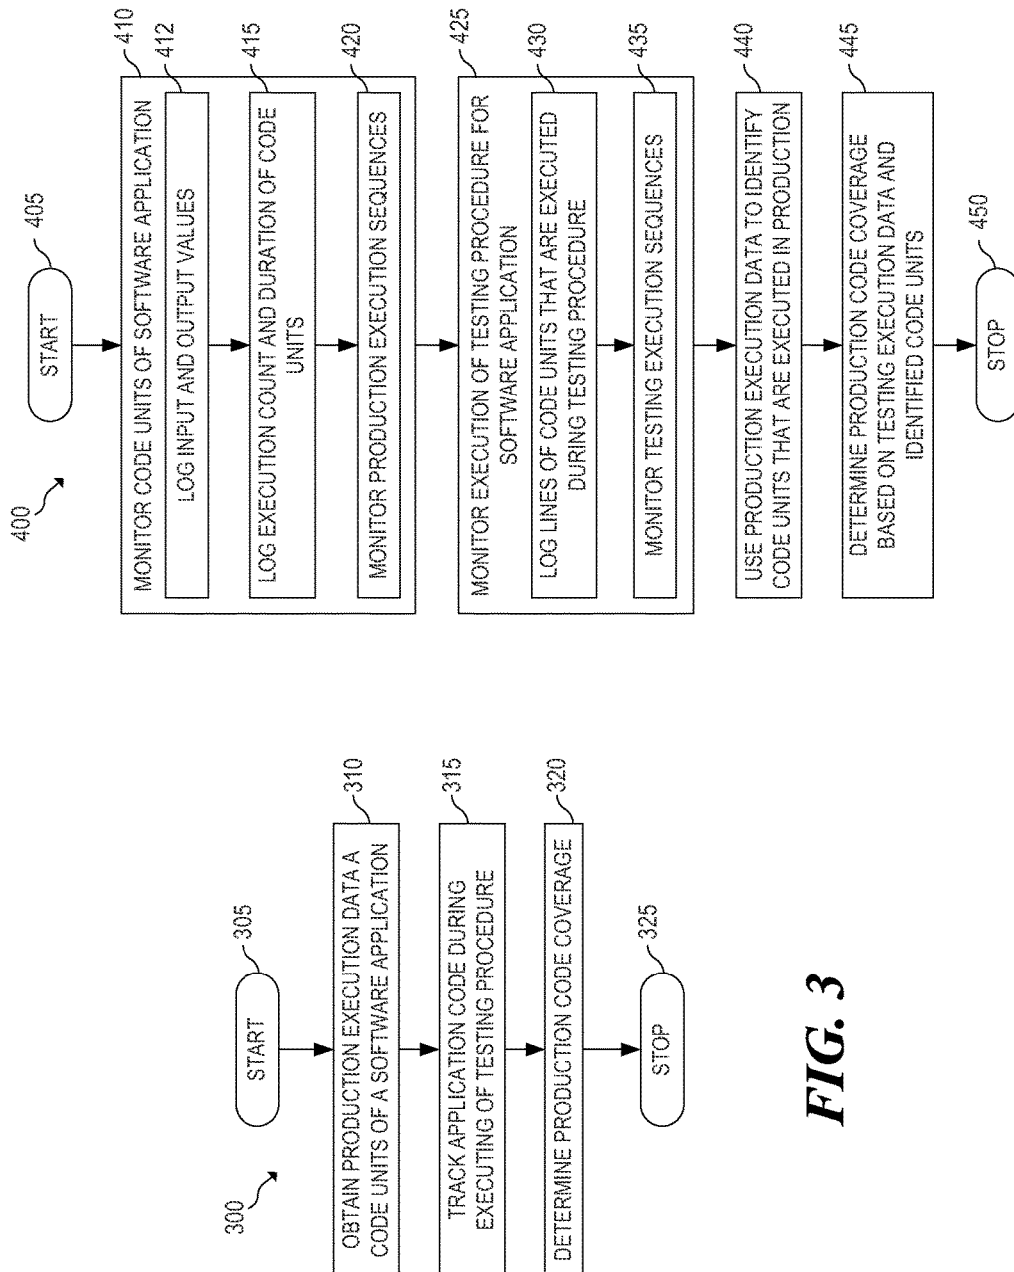 300
START
305
OBTAIN PRODUCTION EXECUTION DATA A
CODE UNITS OF A SOFTWARE APPLICATION
310
TRACK APPLICATION CODE DURING
EXECUTING OF TESTING PROCEDURE
315
DETERMINE PRODUCTION CODE COVERAGE
320
STOP
325
FIG. 3
400
START
405
MONITOR CODE UNITS OF SOFTWARE APPLICATION
410
LOG INPUT AND OUTPUT VALUES
412
LOG EXECUTION COUNT AND DURATION OF CODE
UNITS
415
MONITOR PRODUCTION EXECUTION SEQUENCES
420
MONITOR EXECUTION OF TESTING PROCEDURE FOR
SOFTWARE APPLICATION
425
LOG LINES OF CODE UNITS THAT ARE EXECUTED
DURING TESTING PROCEDURE
430
MONITOR TESTING EXECUTION SEQUENCES
435
USE PRODUCTION EXECUTION DATA TO IDENTIFY
CODE UNITS THAT ARE EXECUTED IN PRODUCTION
440
DETERMINE PRODUCTION CODE COVERAGE
BASED ON TESTING EXECUTION DATA AND
IDENTIFIED CODE UNITS
445
STOP
450